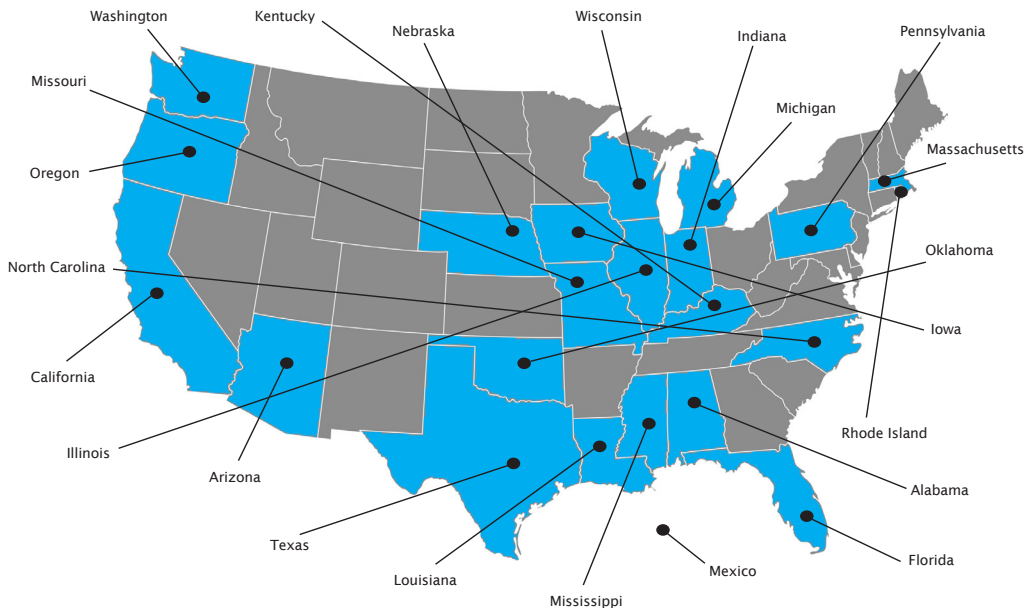 Washington
Kentucky
Wisconsin
Nebraska
Indiana
Pennsylvania
Missouri
Michigan
Massachusetts
Oregon
Oklahoma
North Carolina
Iowa
California
Rhode Island
Illinois
Arizona
Alabama
Texas
Florida
Mexico
Louisiana
Mississippi